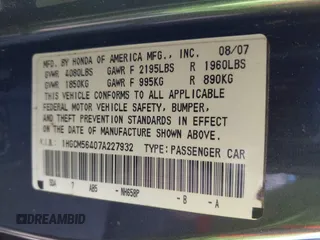 MFD. BY HONDA OF AMERICA MFG., INC. 08/07
GVWR 4080LBS GAWR F 2195LBS R 1960LBS
GVWR 1850KG GAWR F 995KG R 890KG
THIS VEHICLE CONFORMS TO ALL APPLICABLE
FEDERAL MOTOR VEHICLE SAFETY, BUMPER,
AND THEFT PREVENTION STANDARDS IN EFFECT
ON THE DATE OF MANUFACTURE SHOWN ABOVE.
V.I.N. 1HGCM56407A227932 TYPE: PASSENGER CAR
7 AB5 - NH658P - B - A
DREAMBID